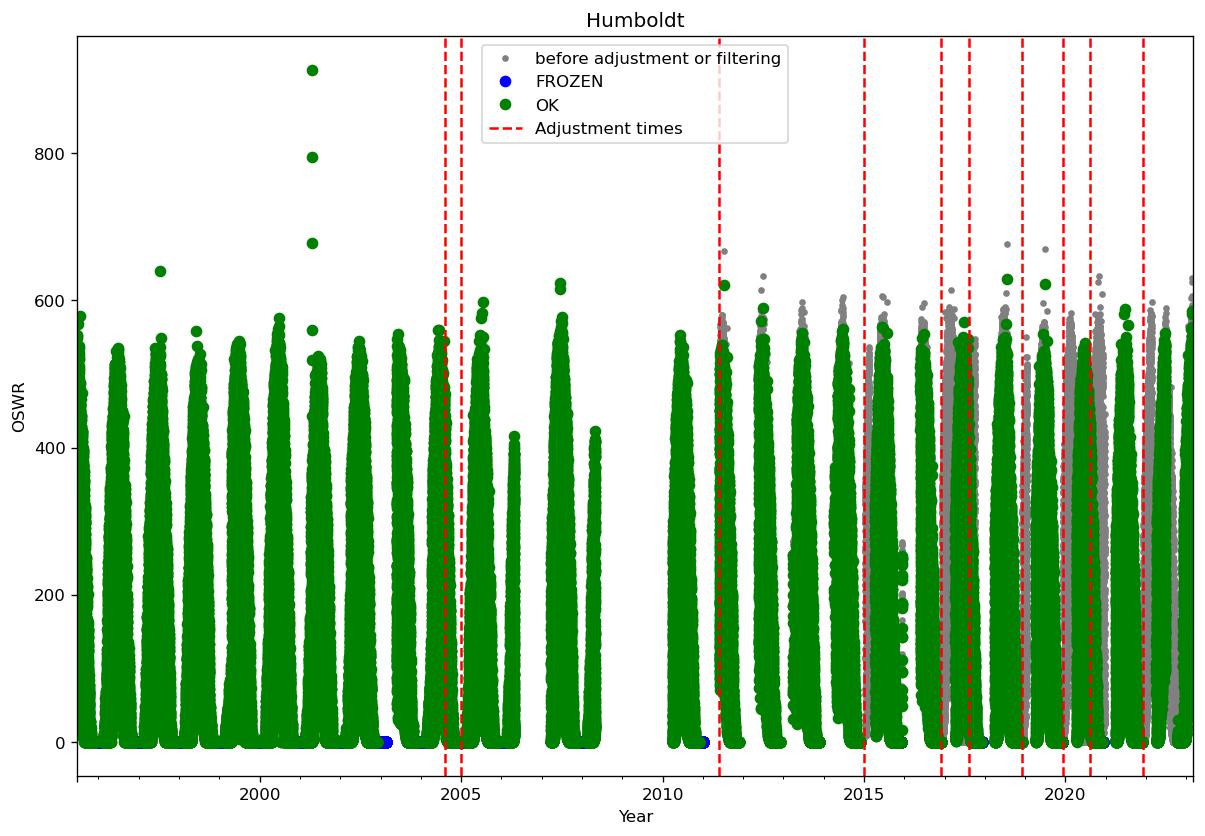 Humboldt
before adjustment or filtering
FROZEN
OK
Adjustment times
800
600
400
200
0
OSWR
2000 2005 2010 2015 2020
Year